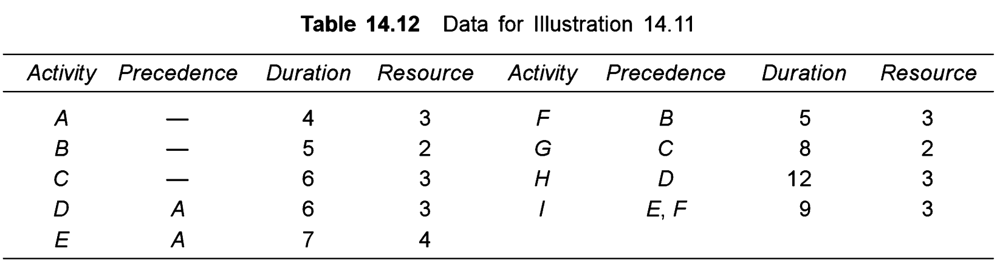 Table 14.12 Data for Illustration 14.11
Activity Precedence Duration Resource Activity Precedence Duration Resource
A — 4 3 F B 5 3
B — 5 2 G C 8 2
C — 6 3 H D 12 3
D A 6 3 I E, F 9 3
E A 7 4